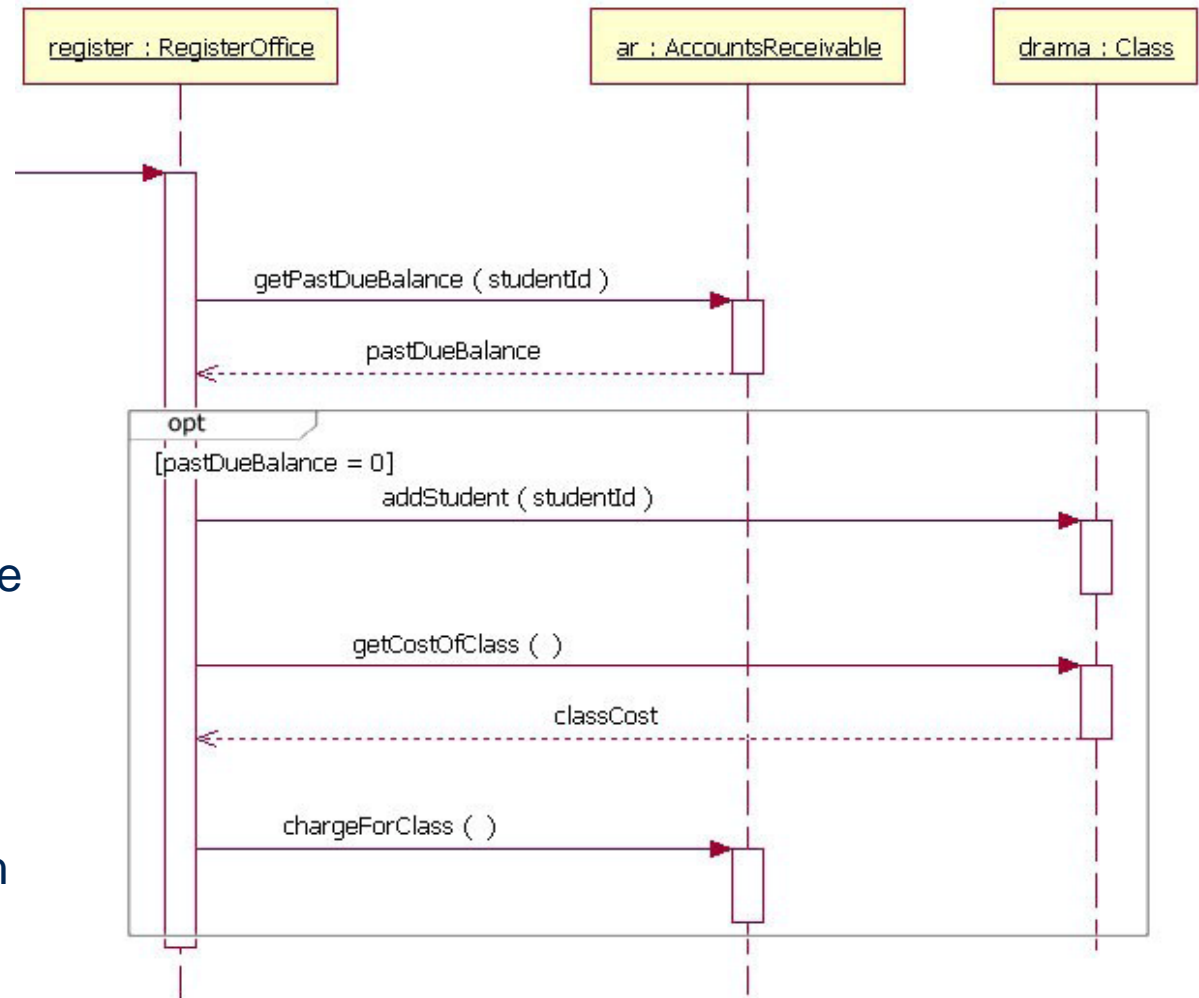 register : RegisterOffice
ar : AccountsReceivable
drama : Class
getPastDueBalance ( studentId )
pastDueBalance
opt
[pastDueBalance = 0]
addStudent ( studentId )
getCostOfClass ( )
classCost
chargeForClass ( )